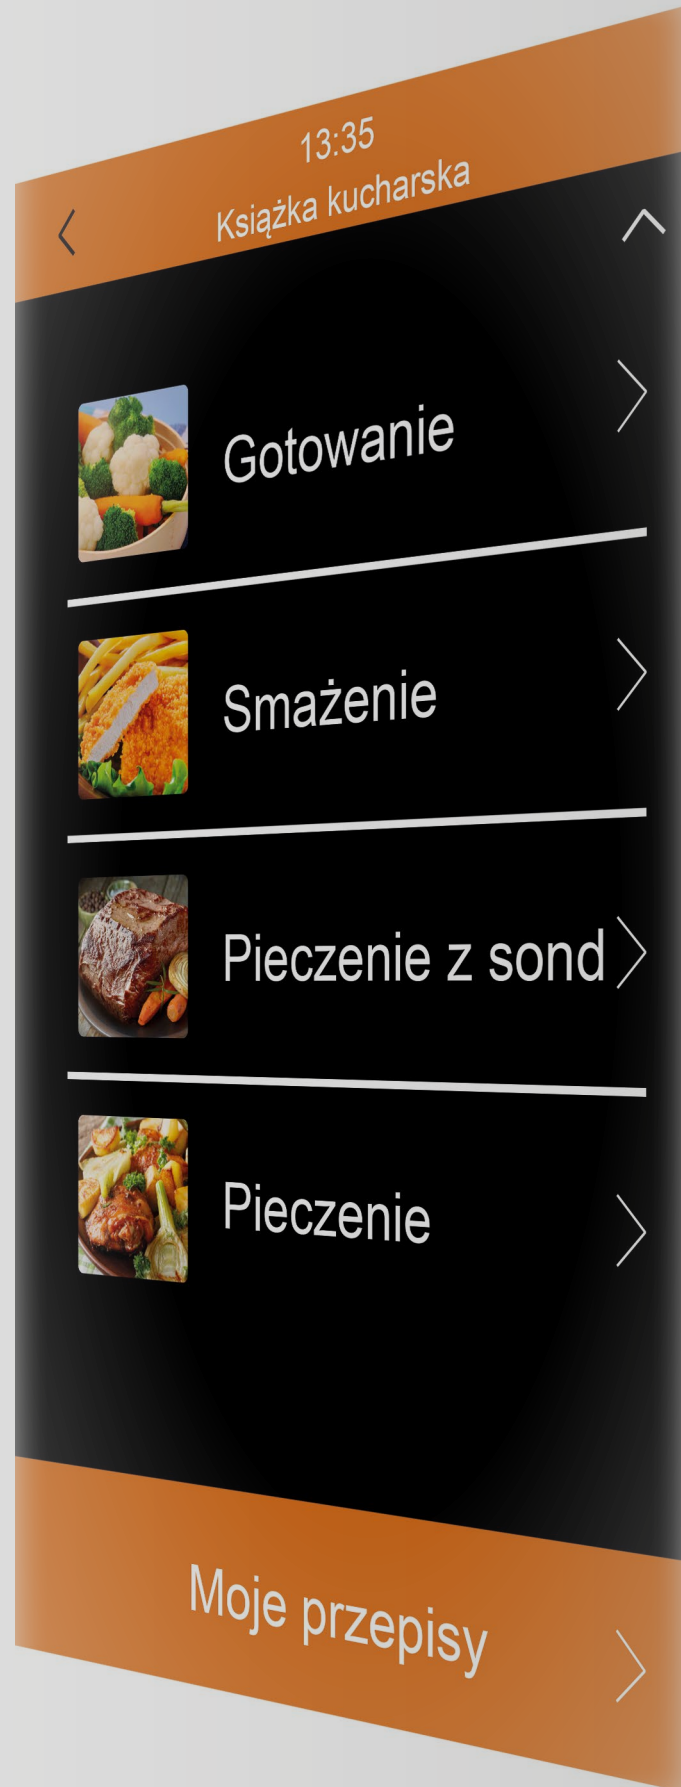 13:35
Książka kucharska
Gotowanie
Smażenie
Pieczenie z sond
Pieczenie
Moje przepisy